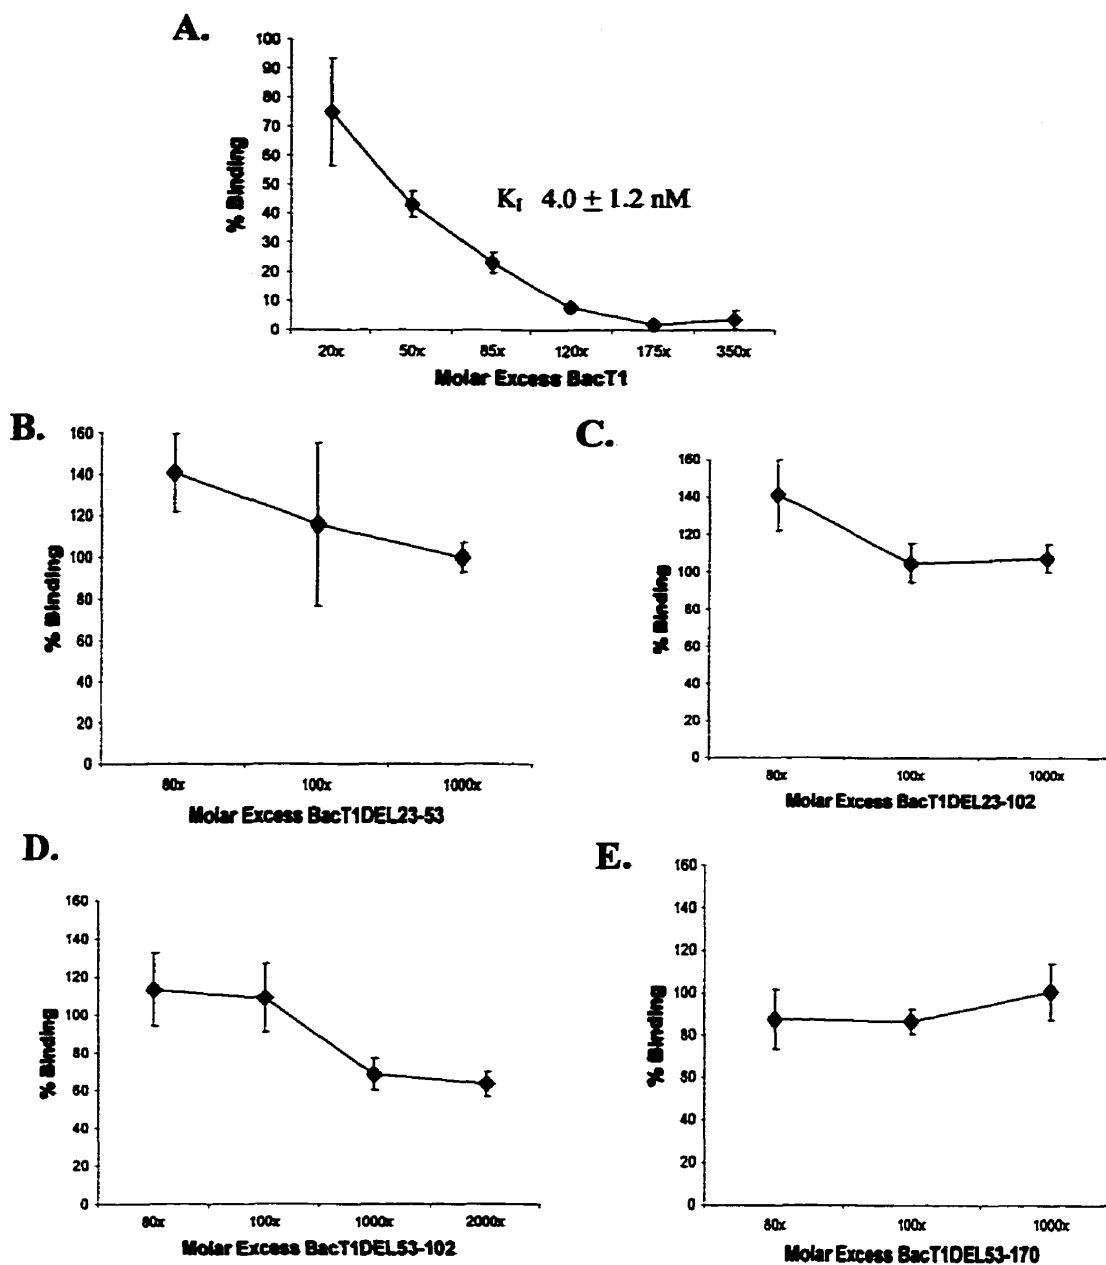 A.
100
90
80
70
60
50
40
30
20
10
0
% Binding
K_I 4.0 ± 1.2 nM
20x 50x 85x 120x 175x 350x
Molar Excess BacT1
B.
160
140
120
100
80
60
40
20
0
% Binding
80x 100x 1000x
Molar Excess BacT1DEL23-53
C.
160
140
120
100
80
60
40
20
0
% Binding
80x 100x 1000x
Molar Excess BacT1DEL23-102
D.
160
140
120
100
80
60
40
20
0
% Binding
80x 100x 1000x 2000x
Molar Excess BacT1DEL53-102
E.
160
140
120
100
80
60
40
20
0
% Binding
80x 100x 1000x
Molar Excess BacT1DEL53-170